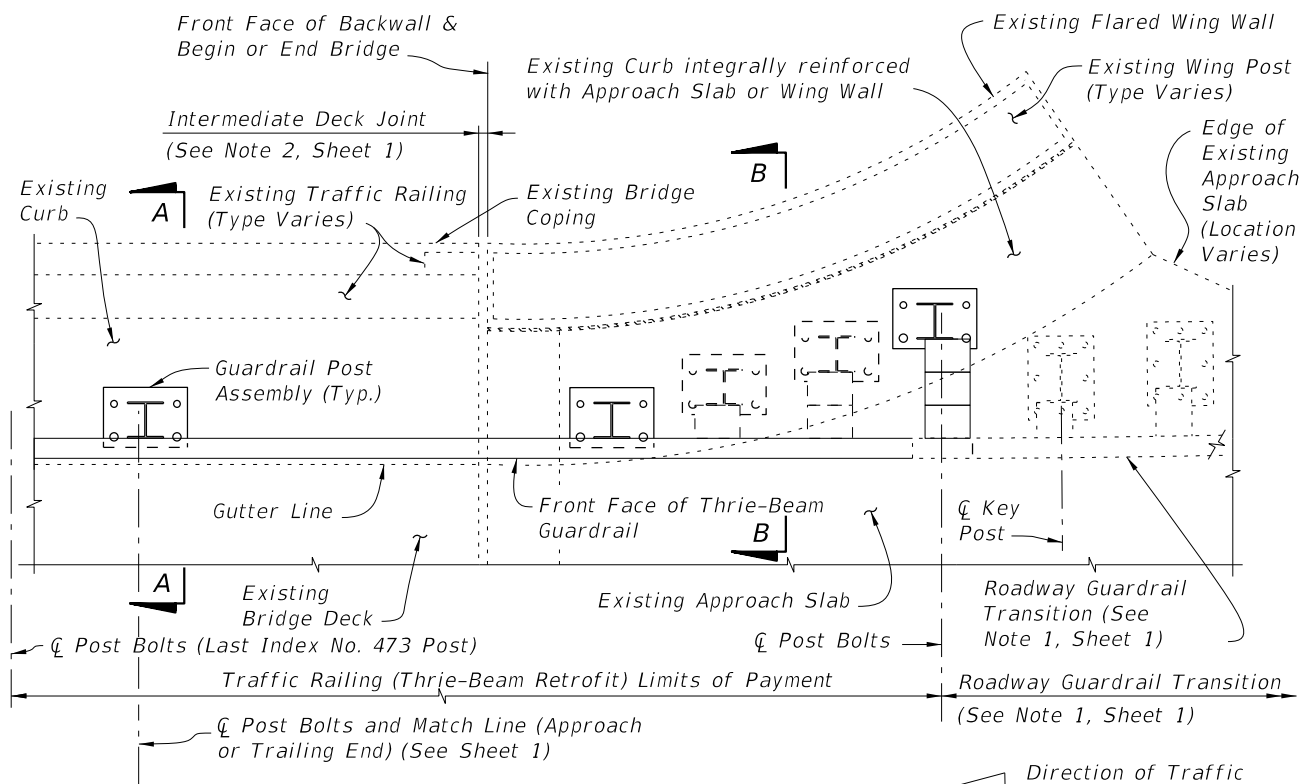 Front Face of Backwall &
Begin or End Bridge
Existing Flared Wing Wall
Existing Curb integrally reinforced
with Approach Slab or Wing Wall
Existing Wing Post
(Type Varies)
Intermediate Deck Joint
(See Note 2, Sheet 1)
Edge of
Existing
Approach
Slab
(Location
Varies)
Existing
Curb
A
Existing Traffic Railing
(Type Varies)
Existing Bridge
Coping
B
Guardrail Post
Assembly (Typ.)
Gutter Line
Front Face of Thrie-Beam
Guardrail
B
℄ Key
Post
A
Existing
Bridge Deck
Existing Approach Slab
Roadway Guardrail
Transition (See
Note 1, Sheet 1)
℄ Post Bolts (Last Index No. 473 Post)
℄ Post Bolts
Traffic Railing (Thrie-Beam Retrofit) Limits of Payment
Roadway Guardrail Transition
(See Note 1, Sheet 1)
℄ Post Bolts and Match Line (Approach
or Trailing End) (See Sheet 1)
Direction of Traffic